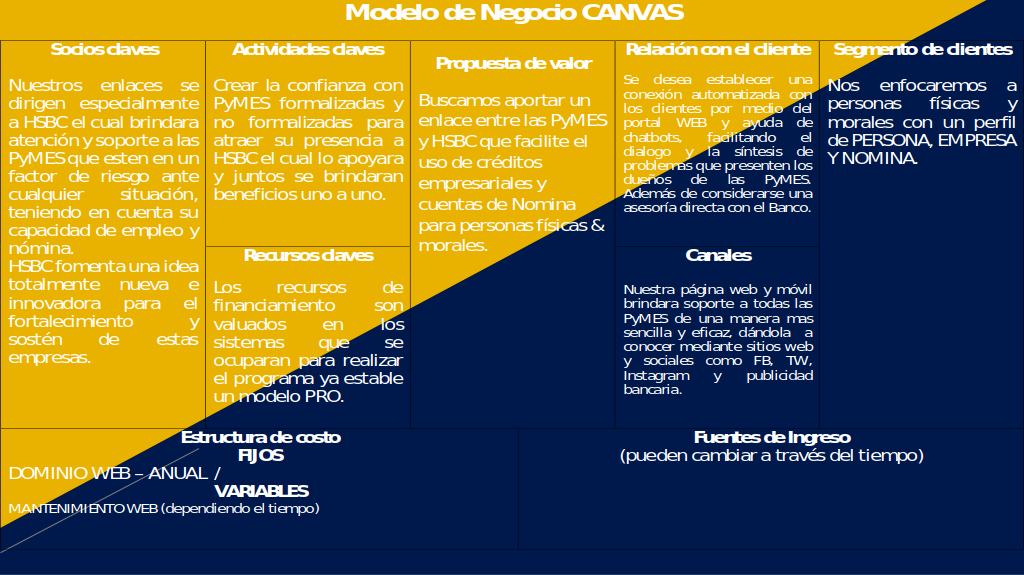 Modelo de Negocio CANVAS
Socios claves
Nuestros enlaces se
dirigen especialmente
a HSBC el cual brindara
atención y soporte a las
PyMES que esten en un
factor de riesgo ante
cualquier situación,
teniendo en cuenta su
capacidad de empleo y
nómina.
HSBC fomenta una idea
totalmente nueva e
innovadora para el
fortalecimiento y
sostén de estas
empresas.
Actividades claves
Crear la confianza con
PyMES formalizadas y
no formalizadas para
atraer su presencia a
HSBC el cual lo apoyara
y juntos se brindaran
beneficios uno a uno.
Recursos claves
Los recursos de
financiamiento son
valuados en los
sistemas que se
ocuparan para realizar
el programa ya estable
un modelo PRO.
Propuesta de valor
Buscamos aportar un
enlace entre las PyMES
y HSBC que facilite el
uso de créditos
empresariales y
cuentas de Nomina
para personas físicas &
morales.
Relación con el cliente
Se desea establecer una
conexión automatizada con
los clientes por medio del
portal WEB y ayuda de
chatbots, facilitando el
dialogo y la síntesis de
problemas que presenten los
dueños de las PyMES.
Además de considerarse una
asesoría directa con el Banco.
Canales
Nuestra página web y móvil
brindara soporte a todas las
PyMES de una manera mas
sencilla y eficaz, dándola a
conocer mediante sitios web
y sociales como FB, TW,
Instagram y publicidad
bancaria.
Segmento de clientes
Nos enfocaremos a
personas físicas y
morales con un perfil
de PERSONA, EMPRESA
Y NOMINA.
Estructura de costo
FIJOS
DOMINIO WEB – ANUAL /
VARIABLES
MANTENIMIENTO WEB (dependiendo el tiempo)
Fuentes de Ingreso
(pueden cambiar a través del tiempo)